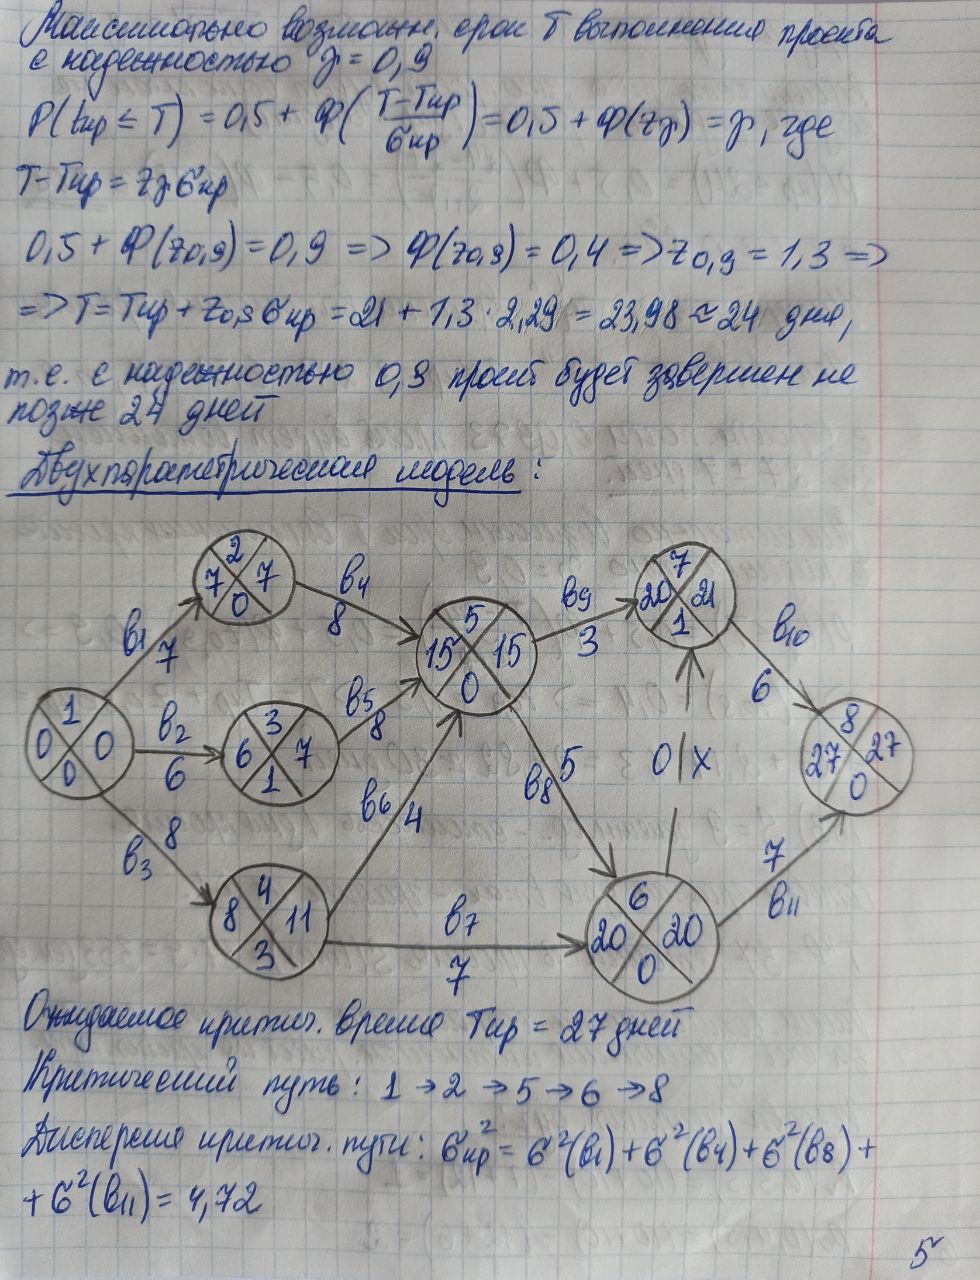 Максимально возможн. срок T выполнения проекта
с надежностью γ = 0,9
P(tкр ≤ T) = 0,5 + Φ(T-Tкр/σкр) = 0,5 + Φ(zγ) = γ, где
T-Tкр = zγ σкр
0,5 + Φ(z0,9) = 0,9 => Φ(z0,9) = 0,4 => z0,9 = 1,3 =>
=> T = Tкр + z0,9 σкр = 21 + 1,3 · 2,29 = 23,98 ≈ 24 дня,
т.е. с надежностью 0,9 проект будет завершен не
позже 24 дней
Двухпараметрическая модель:
2
7 7
0
b4
8
7
20 21
1
b9
3
b1
7
5
15 15
0
b10
6
1
0 0
0
b2
6
3
6 7
1
b5
8
b8
5
0 X
8
27 27
0
b3
8
b6
4
4
8 11
3
b7
7
6
20 20
0
7
b11
Ожидаемое критич. время Tкр = 27 дней
Критический путь: 1 → 2 → 5 → 6 → 8
Дисперсия критич. пути: σкр² = σ²(b1) + σ²(b4) + σ²(b8) +
+ σ²(b11) = 4,72
5